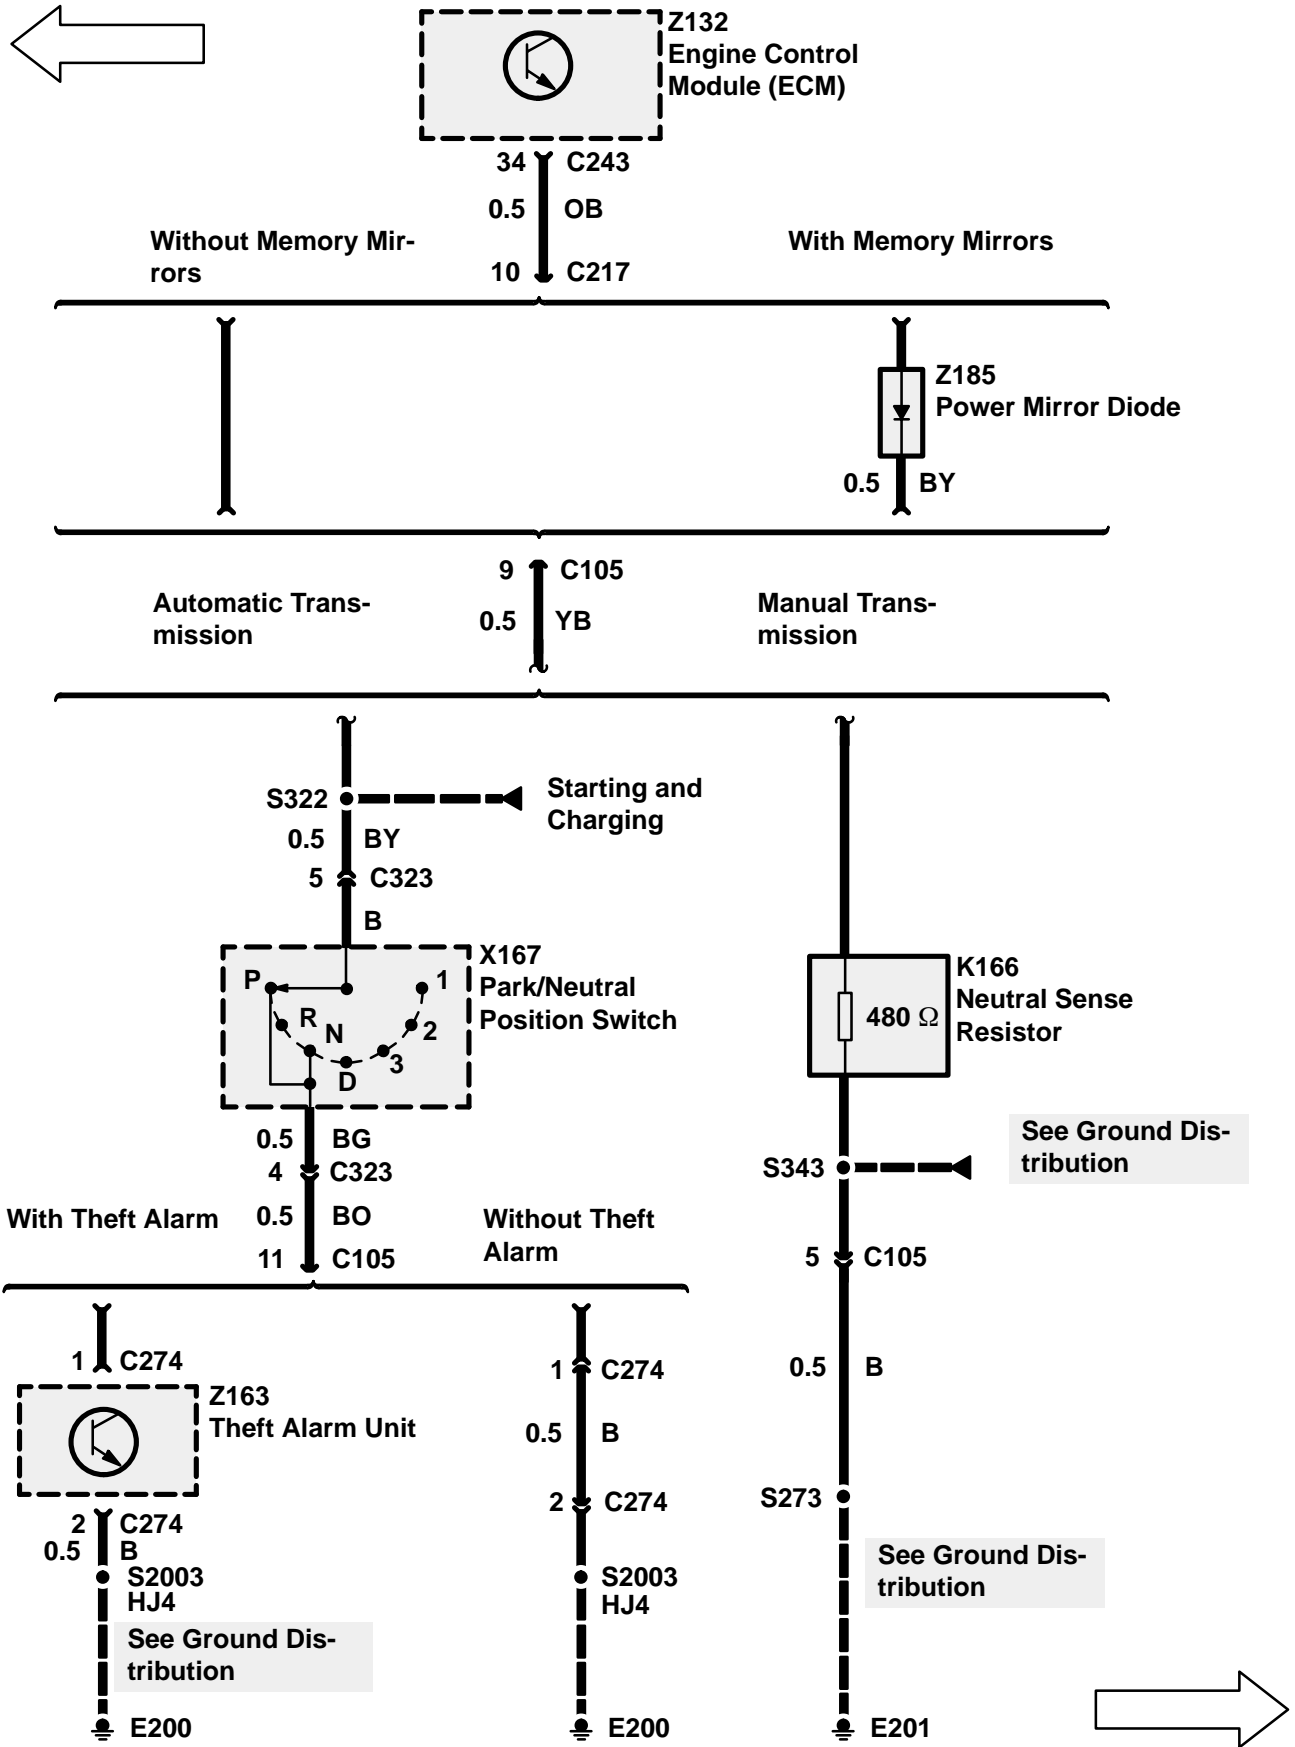 Z132
Engine Control
Module (ECM)
34 C243
0.5 OB
Without Memory Mir-
rors
With Memory Mirrors
10 C217
Z185
Power Mirror Diode
0.5 BY
9 C105
Automatic Trans-
mission
0.5 YB
Manual Trans-
mission
S322
Starting and
Charging
0.5 BY
5 C323
B
X167
Park/Neutral
Position Switch
P
R
N
D
3
2
1
K166
Neutral Sense
Resistor
480 Ω
0.5 BG
4 C323
See Ground Dis-
tribution
S343
With Theft Alarm
0.5 BO
Without Theft
Alarm
11 C105
5 C105
1 C274
1 C274
0.5 B
Z163
Theft Alarm Unit
0.5 B
2 C274
S273
2 C274
0.5 B
S2003
HJ4
S2003
HJ4
See Ground Dis-
tribution
See Ground Dis-
tribution
E200
E200
E201